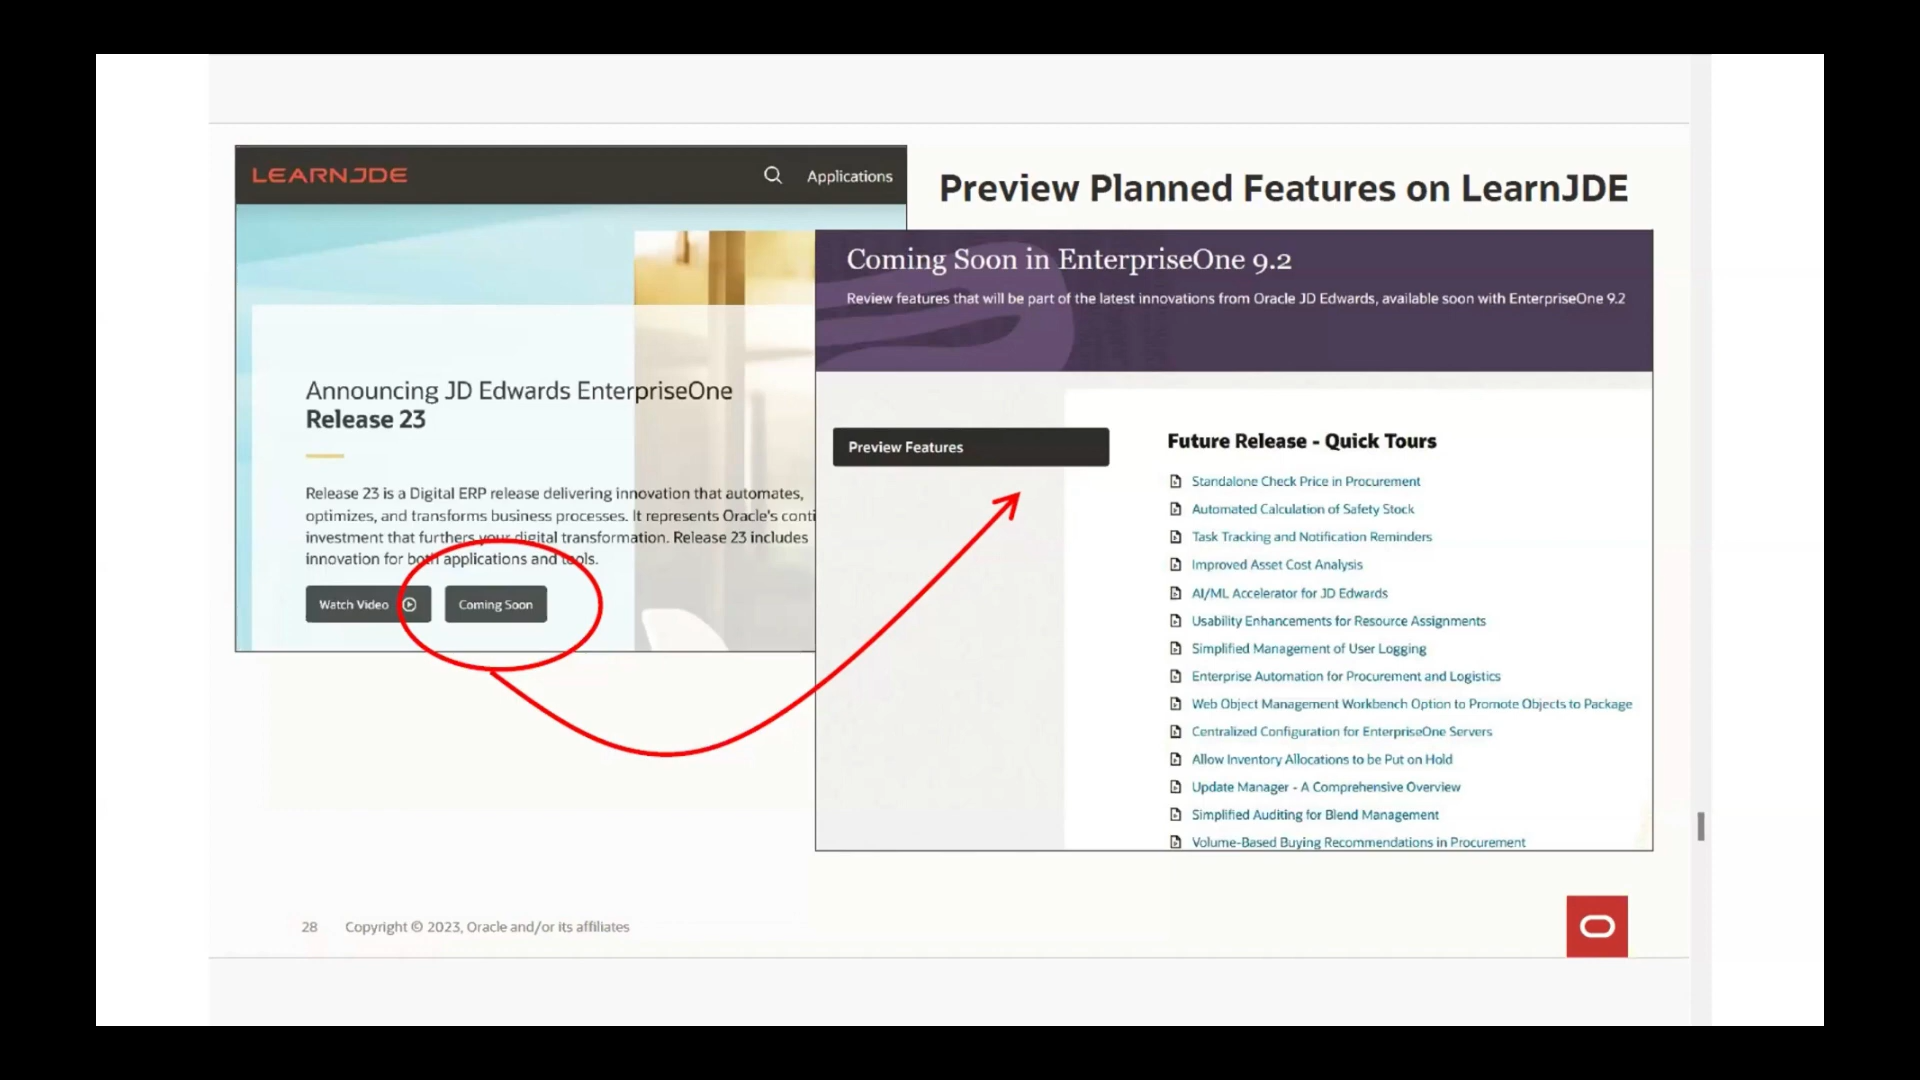 LEARNJDE
Applications
Preview Planned Features on LearnJDE
Announcing JD Edwards EnterpriseOne
Release 23
Release 23 is a Digital ERP release delivering innovation that automates,
optimizes, and transforms business processes. It represents Oracle's conti
investment that furthers your digital transformation. Release 23 includes
innovation for both applications and tools.
Watch Video
Coming Soon
Coming Soon in EnterpriseOne 9.2
Review features that will be part of the latest innovations from Oracle JD Edwards, available soon with EnterpriseOne 9.2
Preview Features
Future Release - Quick Tours
Standalone Check Price in Procurement
Automated Calculation of Safety Stock
Task Tracking and Notification Reminders
Improved Asset Cost Analysis
AI/ML Accelerator for JD Edwards
Usability Enhancements for Resource Assignments
Simplified Management of User Logging
Enterprise Automation for Procurement and Logistics
Web Object Management Workbench Option to Promote Objects to Package
Centralized Configuration for EnterpriseOne Servers
Allow Inventory Allocations to be Put on Hold
Update Manager - A Comprehensive Overview
Simplified Auditing for Blend Management
Volume-Based Buying Recommendations in Procurement
28 Copyright © 2023, Oracle and/or its affiliates